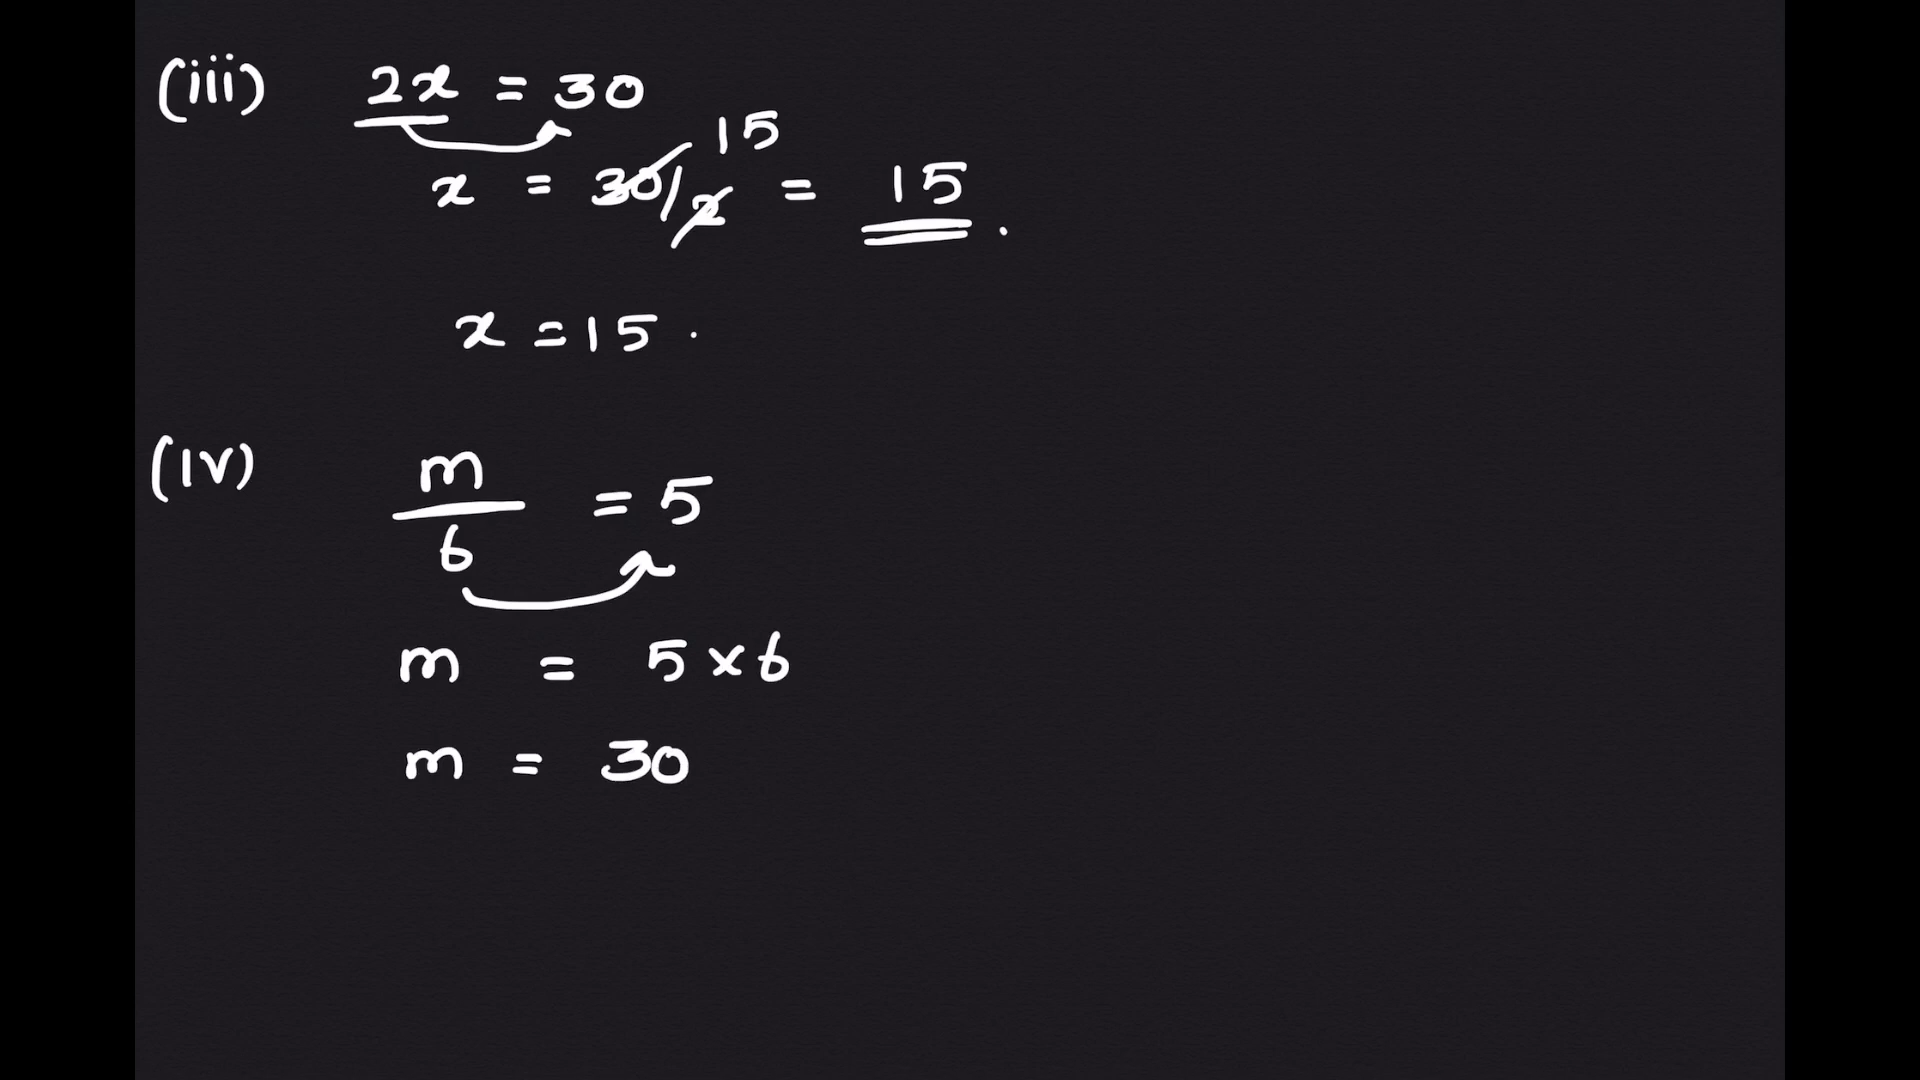 (iii) 2x = 30
15
x = 30/2 = 15.
x = 15.
(iv) m/6 = 5
m = 5 × 6
m = 30